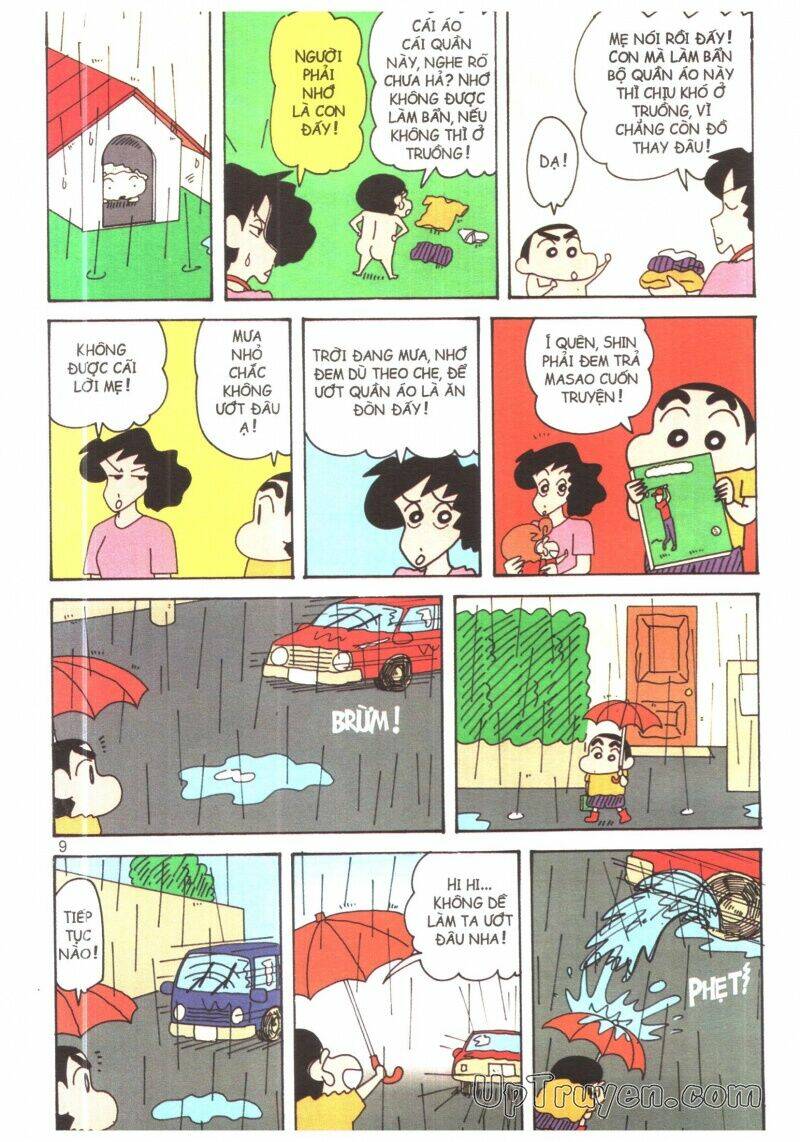 MẸ NÓI RỒI ĐẤY!
CON MÀ LÀM BẨN
BỘ QUẦN ÁO NÀY
THÌ CHỊU KHÓ Ở
TRUỒNG, VÌ
CHẲNG CÒN ĐỒ
THAY ĐÂU!
DẠ!
CÁI ÁO
CÁI QUẦN
NÀY, NGHE RÕ
CHƯA HẢ? NHỚ
KHÔNG ĐƯỢC
LÀM BẨN, NẾU
KHÔNG THÌ Ở
TRUỒNG!
NGƯỜI
PHẢI
NHỚ
LÀ CON
ĐẤY!
Í QUÊN, SHIN
PHẢI ĐEM TRẢ
MASAO CUỐN
TRUYỆN!
TRỜI ĐANG MƯA, NHỚ
ĐEM DÙ THEO CHE, ĐỂ
ƯỚT QUẦN ÁO LÀ ĂN
ĐÒN ĐẤY!
MƯA
NHỎ
CHẮC
KHÔNG
ƯỚT ĐÂU
Ạ!
KHÔNG
ĐƯỢC CÃI
LỜI MẸ!
BRỪM!
PHẸT!
HI HI...
KHÔNG DỄ
LÀM TA ƯỚT
ĐÂU NHA!
TIẾP
TỤC
NÀO!
9
UpTruyen.com